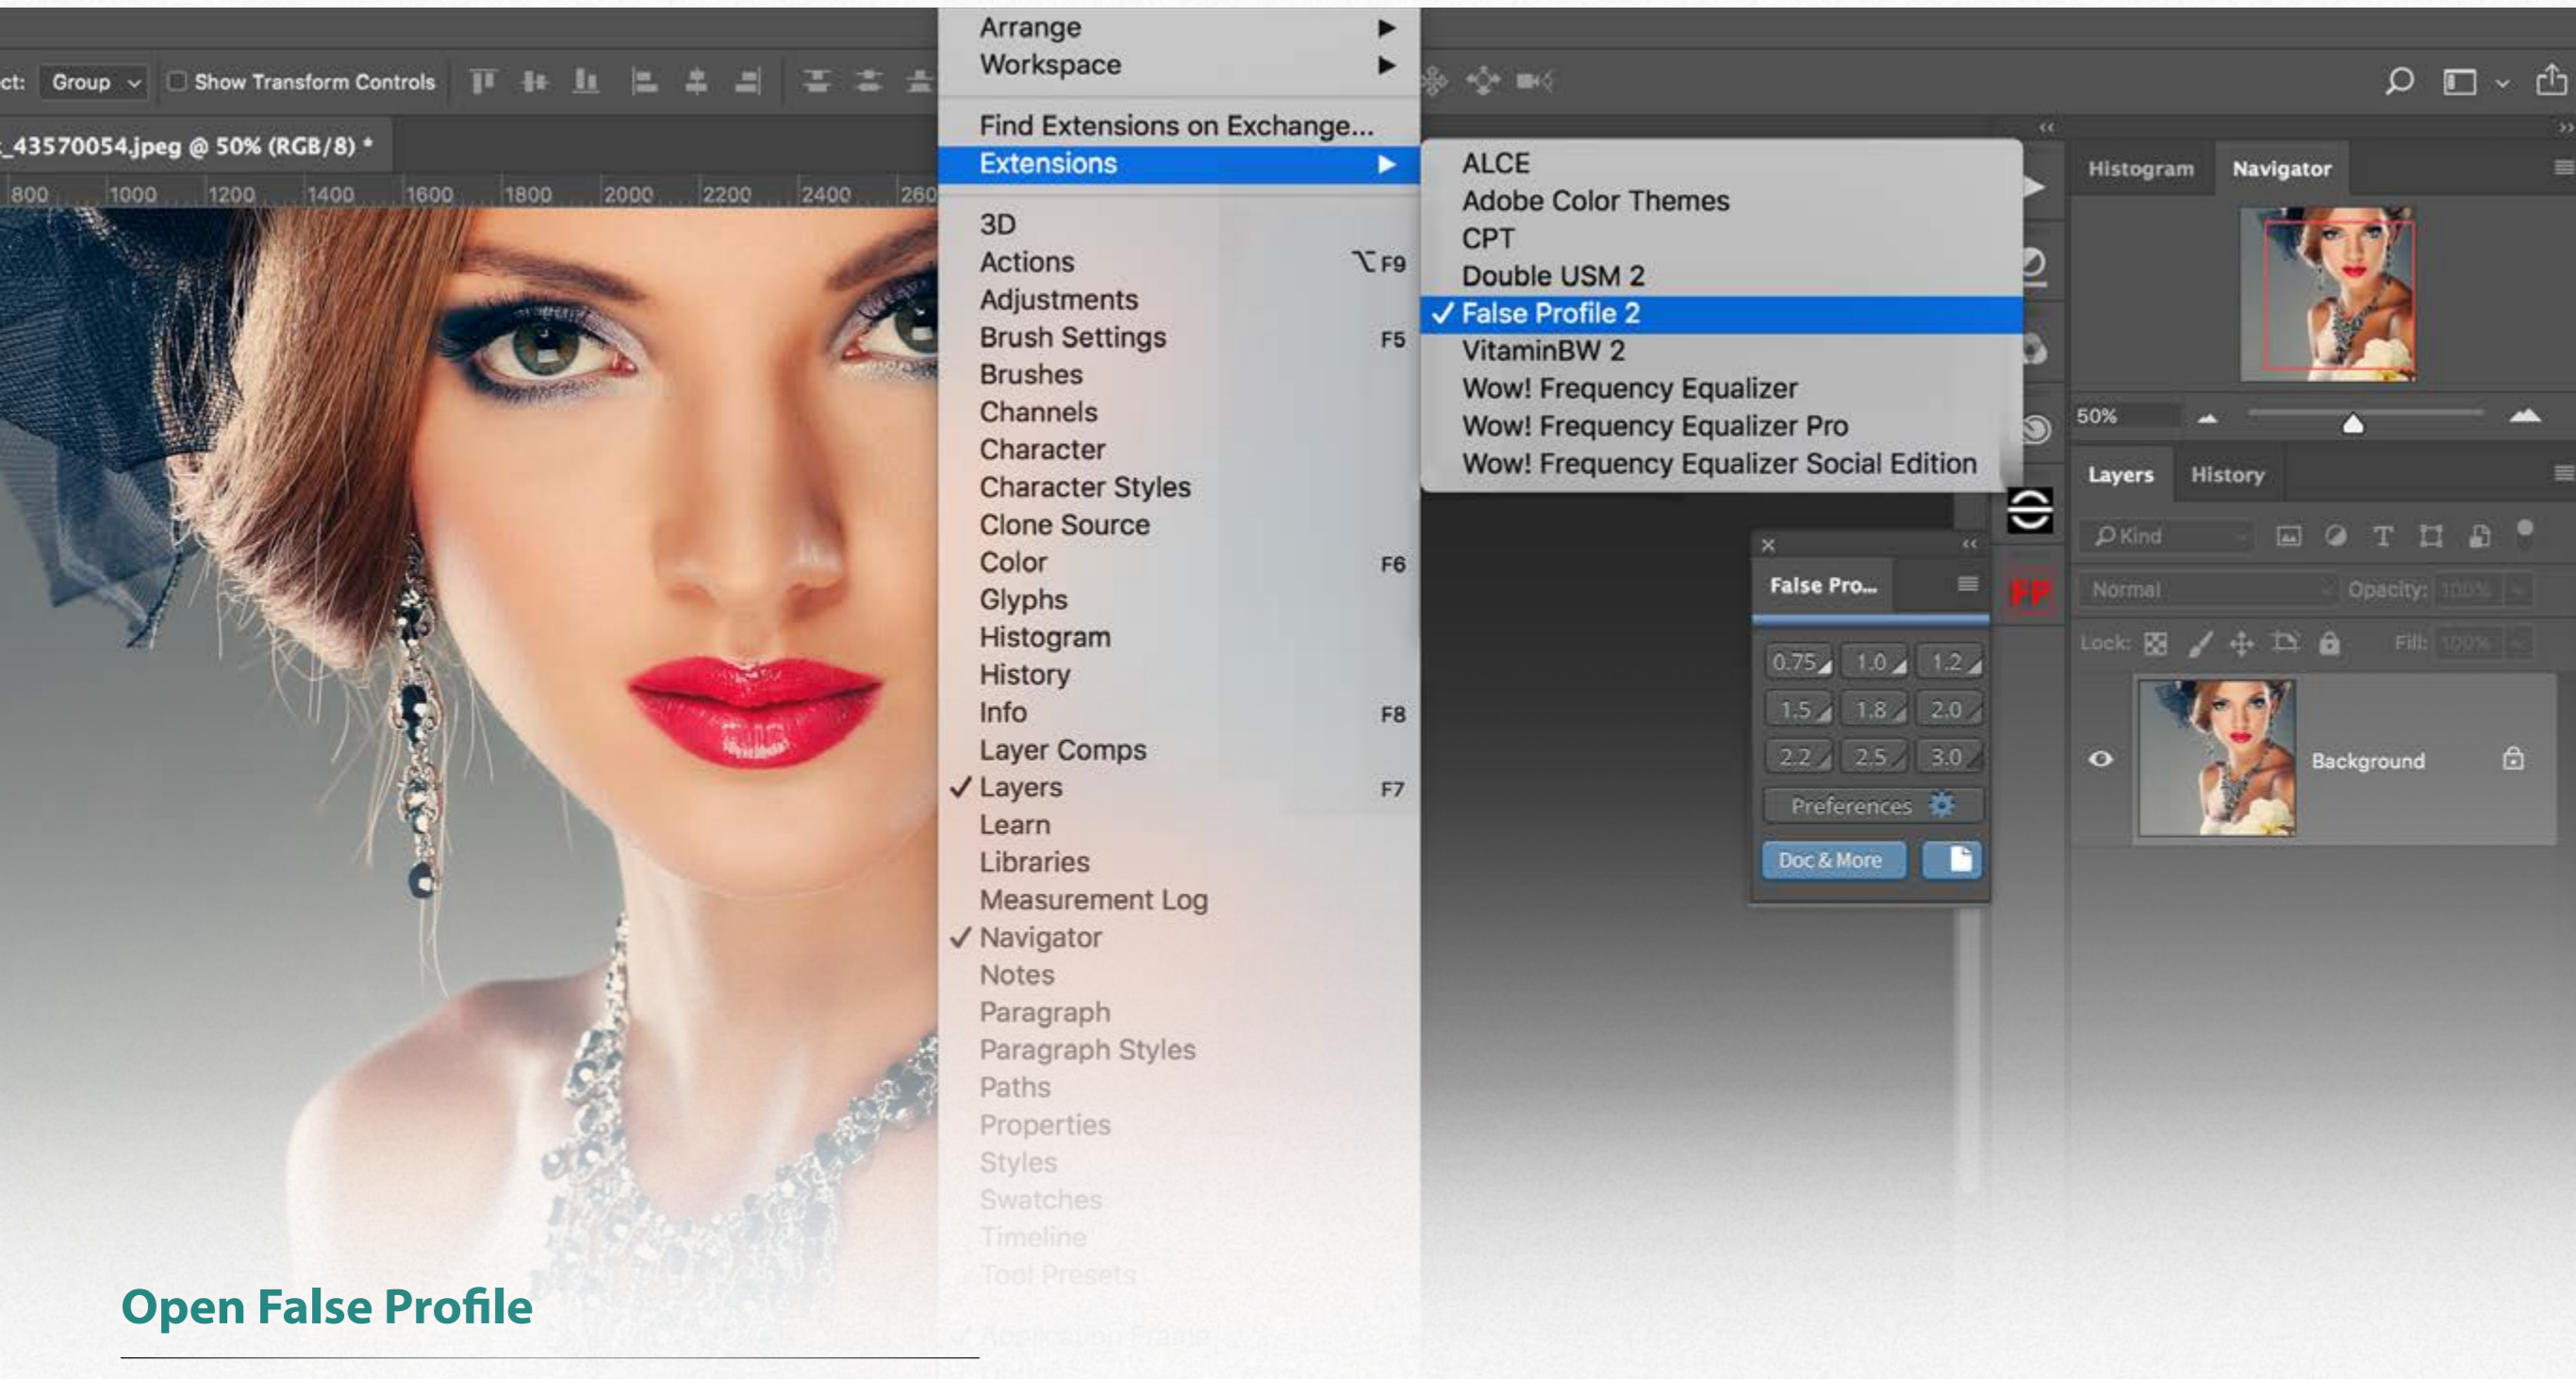 Arrange
Workspace
ct: Group Show Transform Controls
Find Extensions on Exchange...
Extensions
_43570054.jpeg @ 50% (RGB/8) *
800 1000 1200 1400 1600 1800 2000 2200 2400 260
3D
Actions F9
Adjustments
Brush Settings F5
Brushes
Channels
Character
Character Styles
Clone Source
Color F6
Glyphs
Histogram
History
Info F8
Layer Comps
✓ Layers F7
Learn
Libraries
Measurement Log
✓ Navigator
Notes
Paragraph
Paragraph Styles
Paths
Properties
Styles
Swatches
Timeline
Tool Presets
Application Frame
ALCE
Adobe Color Themes
CPT
Double USM 2
✓ False Profile 2
VitaminBW 2
Wow! Frequency Equalizer
Wow! Frequency Equalizer Pro
Wow! Frequency Equalizer Social Edition
False Pro...
0.75 1.0 1.2
1.5 1.8 2.0
2.2 2.5 3.0
Preferences
Doc & More
FP
Histogram Navigator
50%
Layers History
Kind
Normal Opacity: 100%
Lock: Fill: 100%
Background
Open False Profile